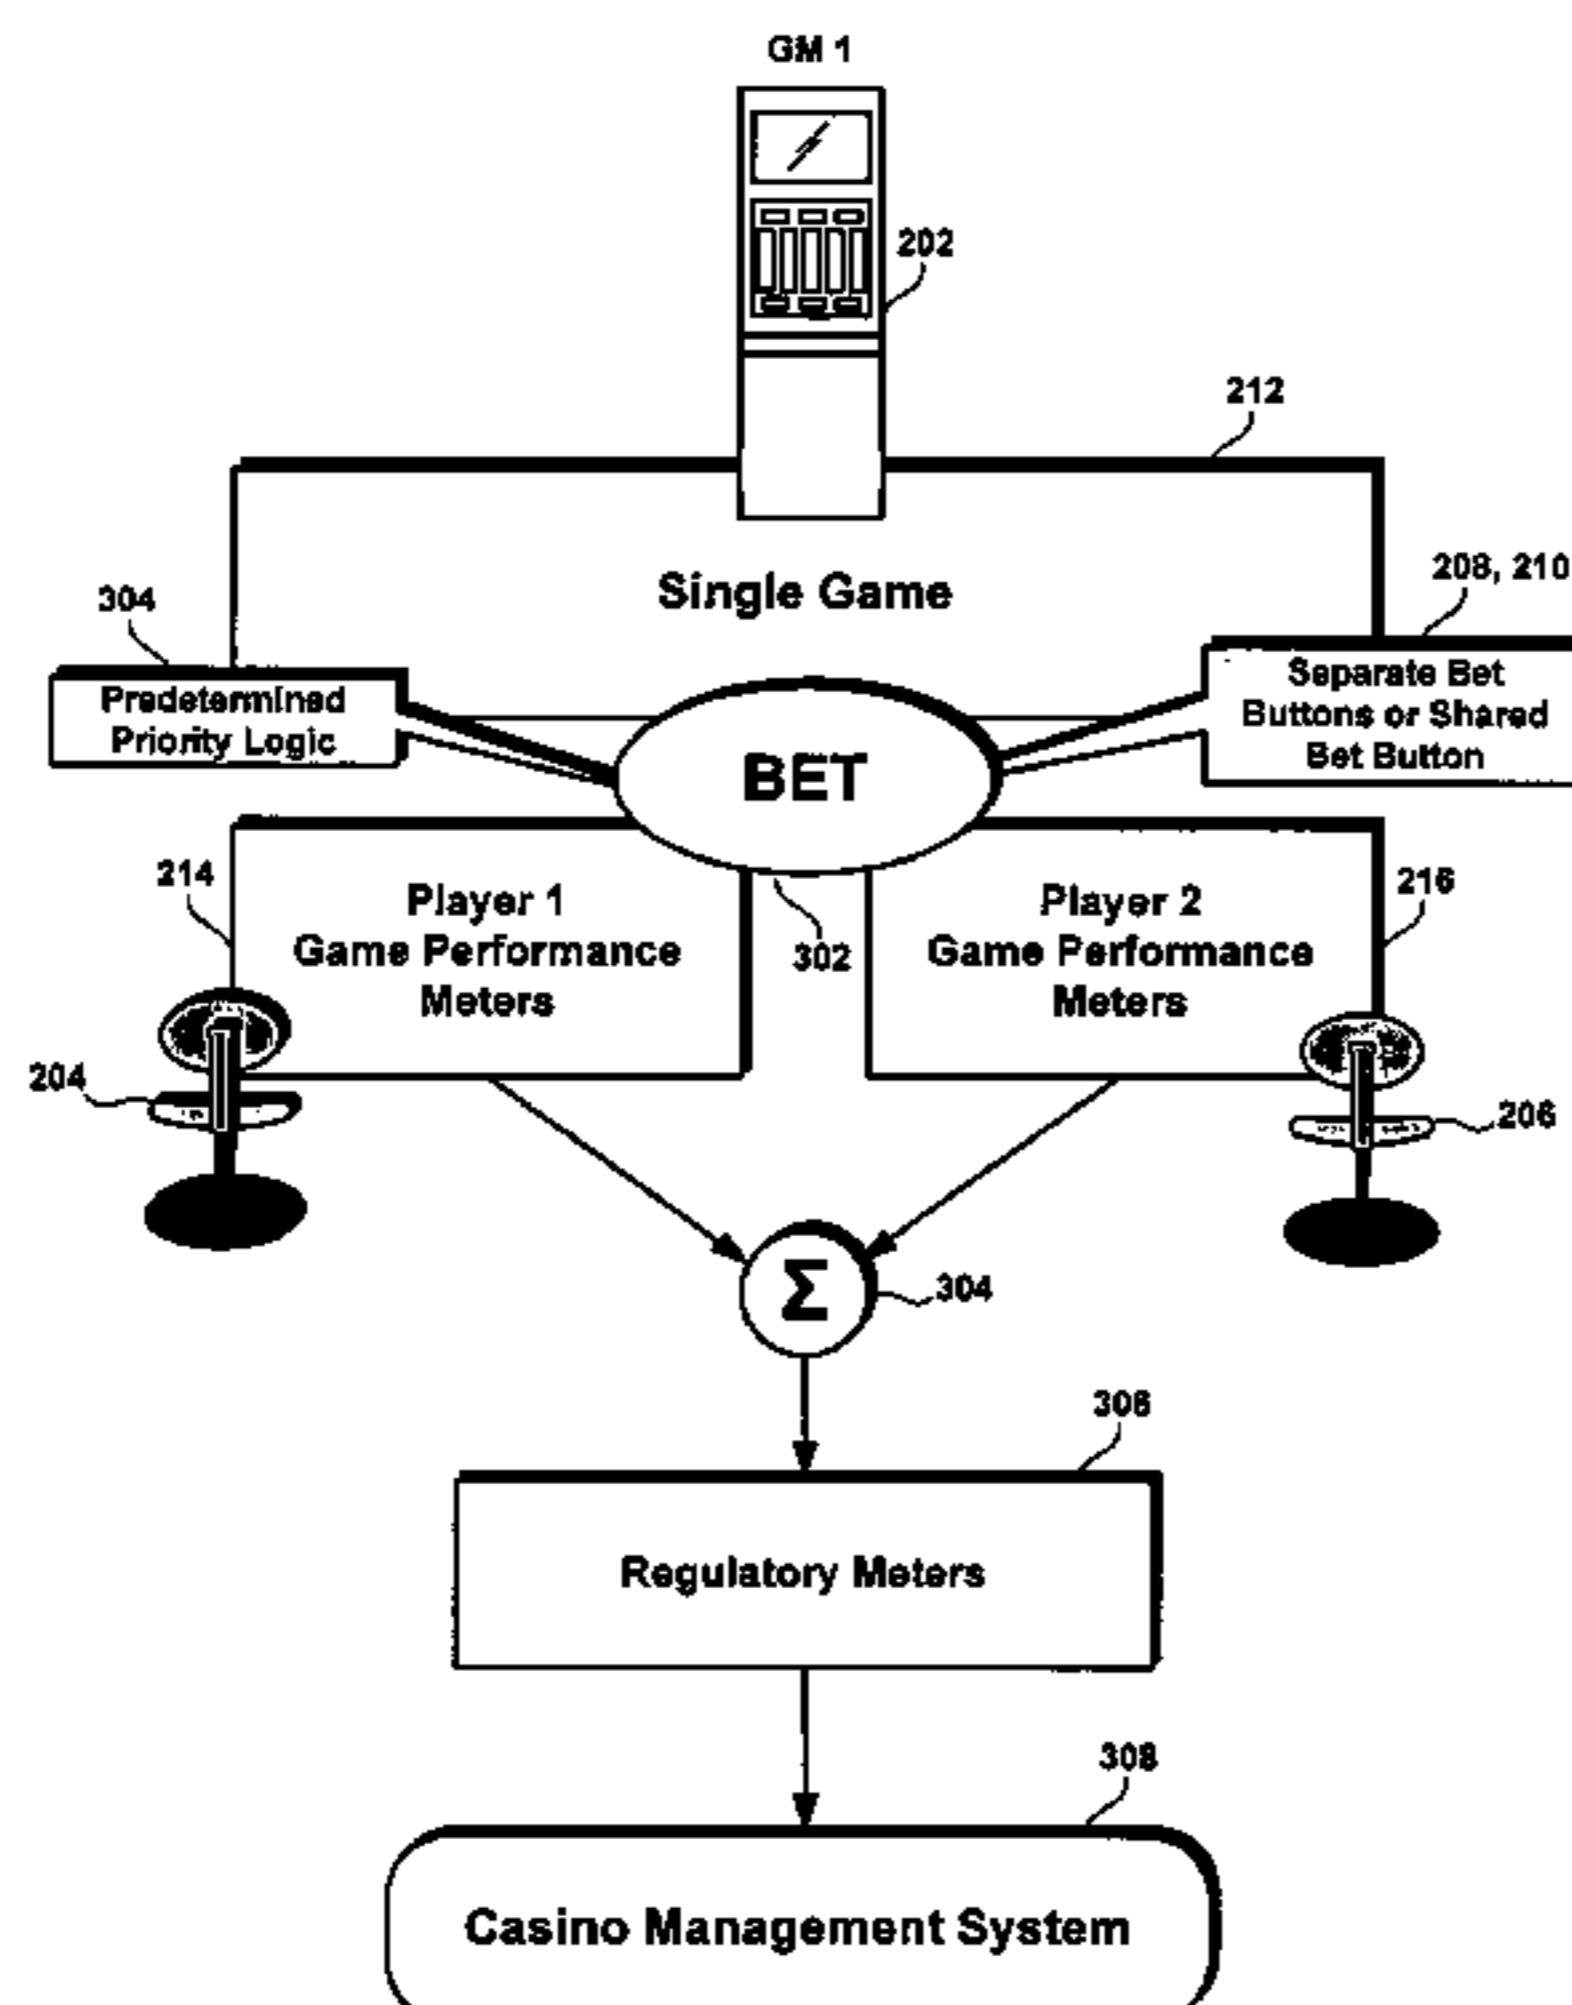 GM 1
202
212
Single Game
304
208, 210
Predetermined
Priority Logic
BET
Separate Bet
Buttons or Shared
Bet Button
214
Player 1
Game Performance
Meters
302
Player 2
Game Performance
Meters
216
204
206
Σ
304
306
Regulatory Meters
308
Casino Management System